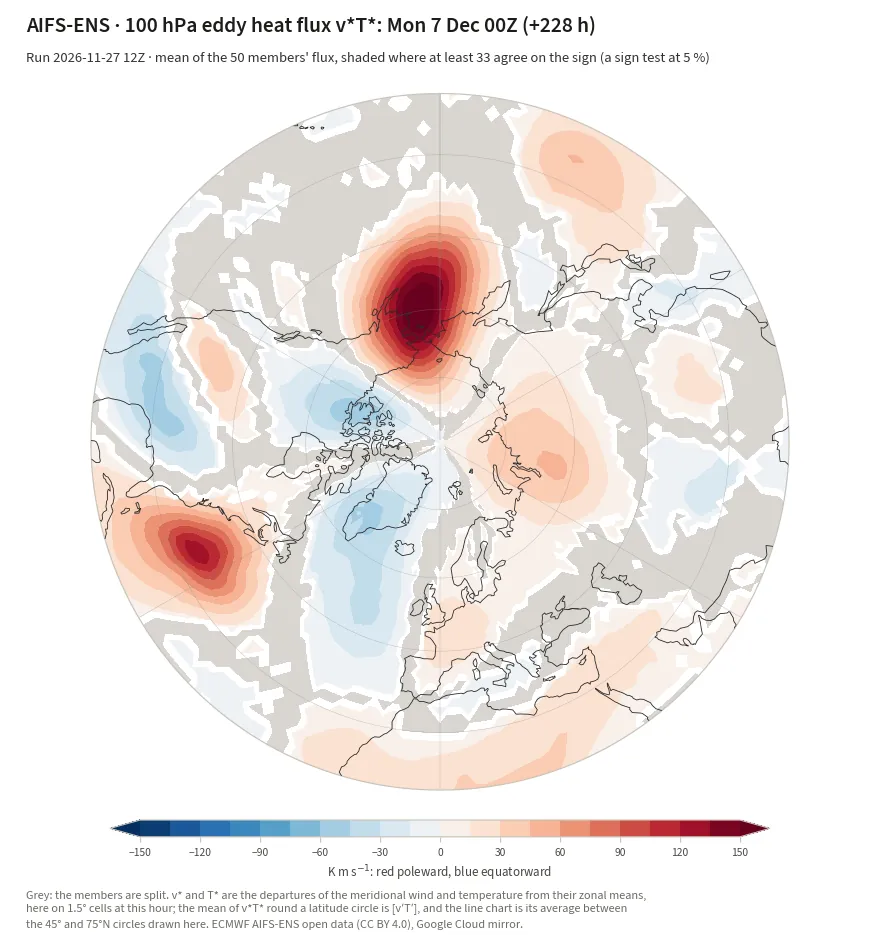 AIFS-ENS · 100 hPa eddy heat flux v*T*: Mon 7 Dec 00Z (+228 h)
Run 2026-11-27 12Z · mean of the 50 members' flux, shaded where at least 33 agree on the sign (a sign test at 5 %)
−150 −120 −90 −60 −30 0 30 60 90 120 150
K m s⁻¹: red poleward, blue equatorward
Grey: the members are split. v* and T* are the departures of the meridional wind and temperature from their zonal means,
here on 1.5° cells at this hour; the mean of v*T* round a latitude circle is [v′T′], and the line chart is its average between
the 45° and 75°N circles drawn here. ECMWF AIFS-ENS open data (CC BY 4.0), Google Cloud mirror.